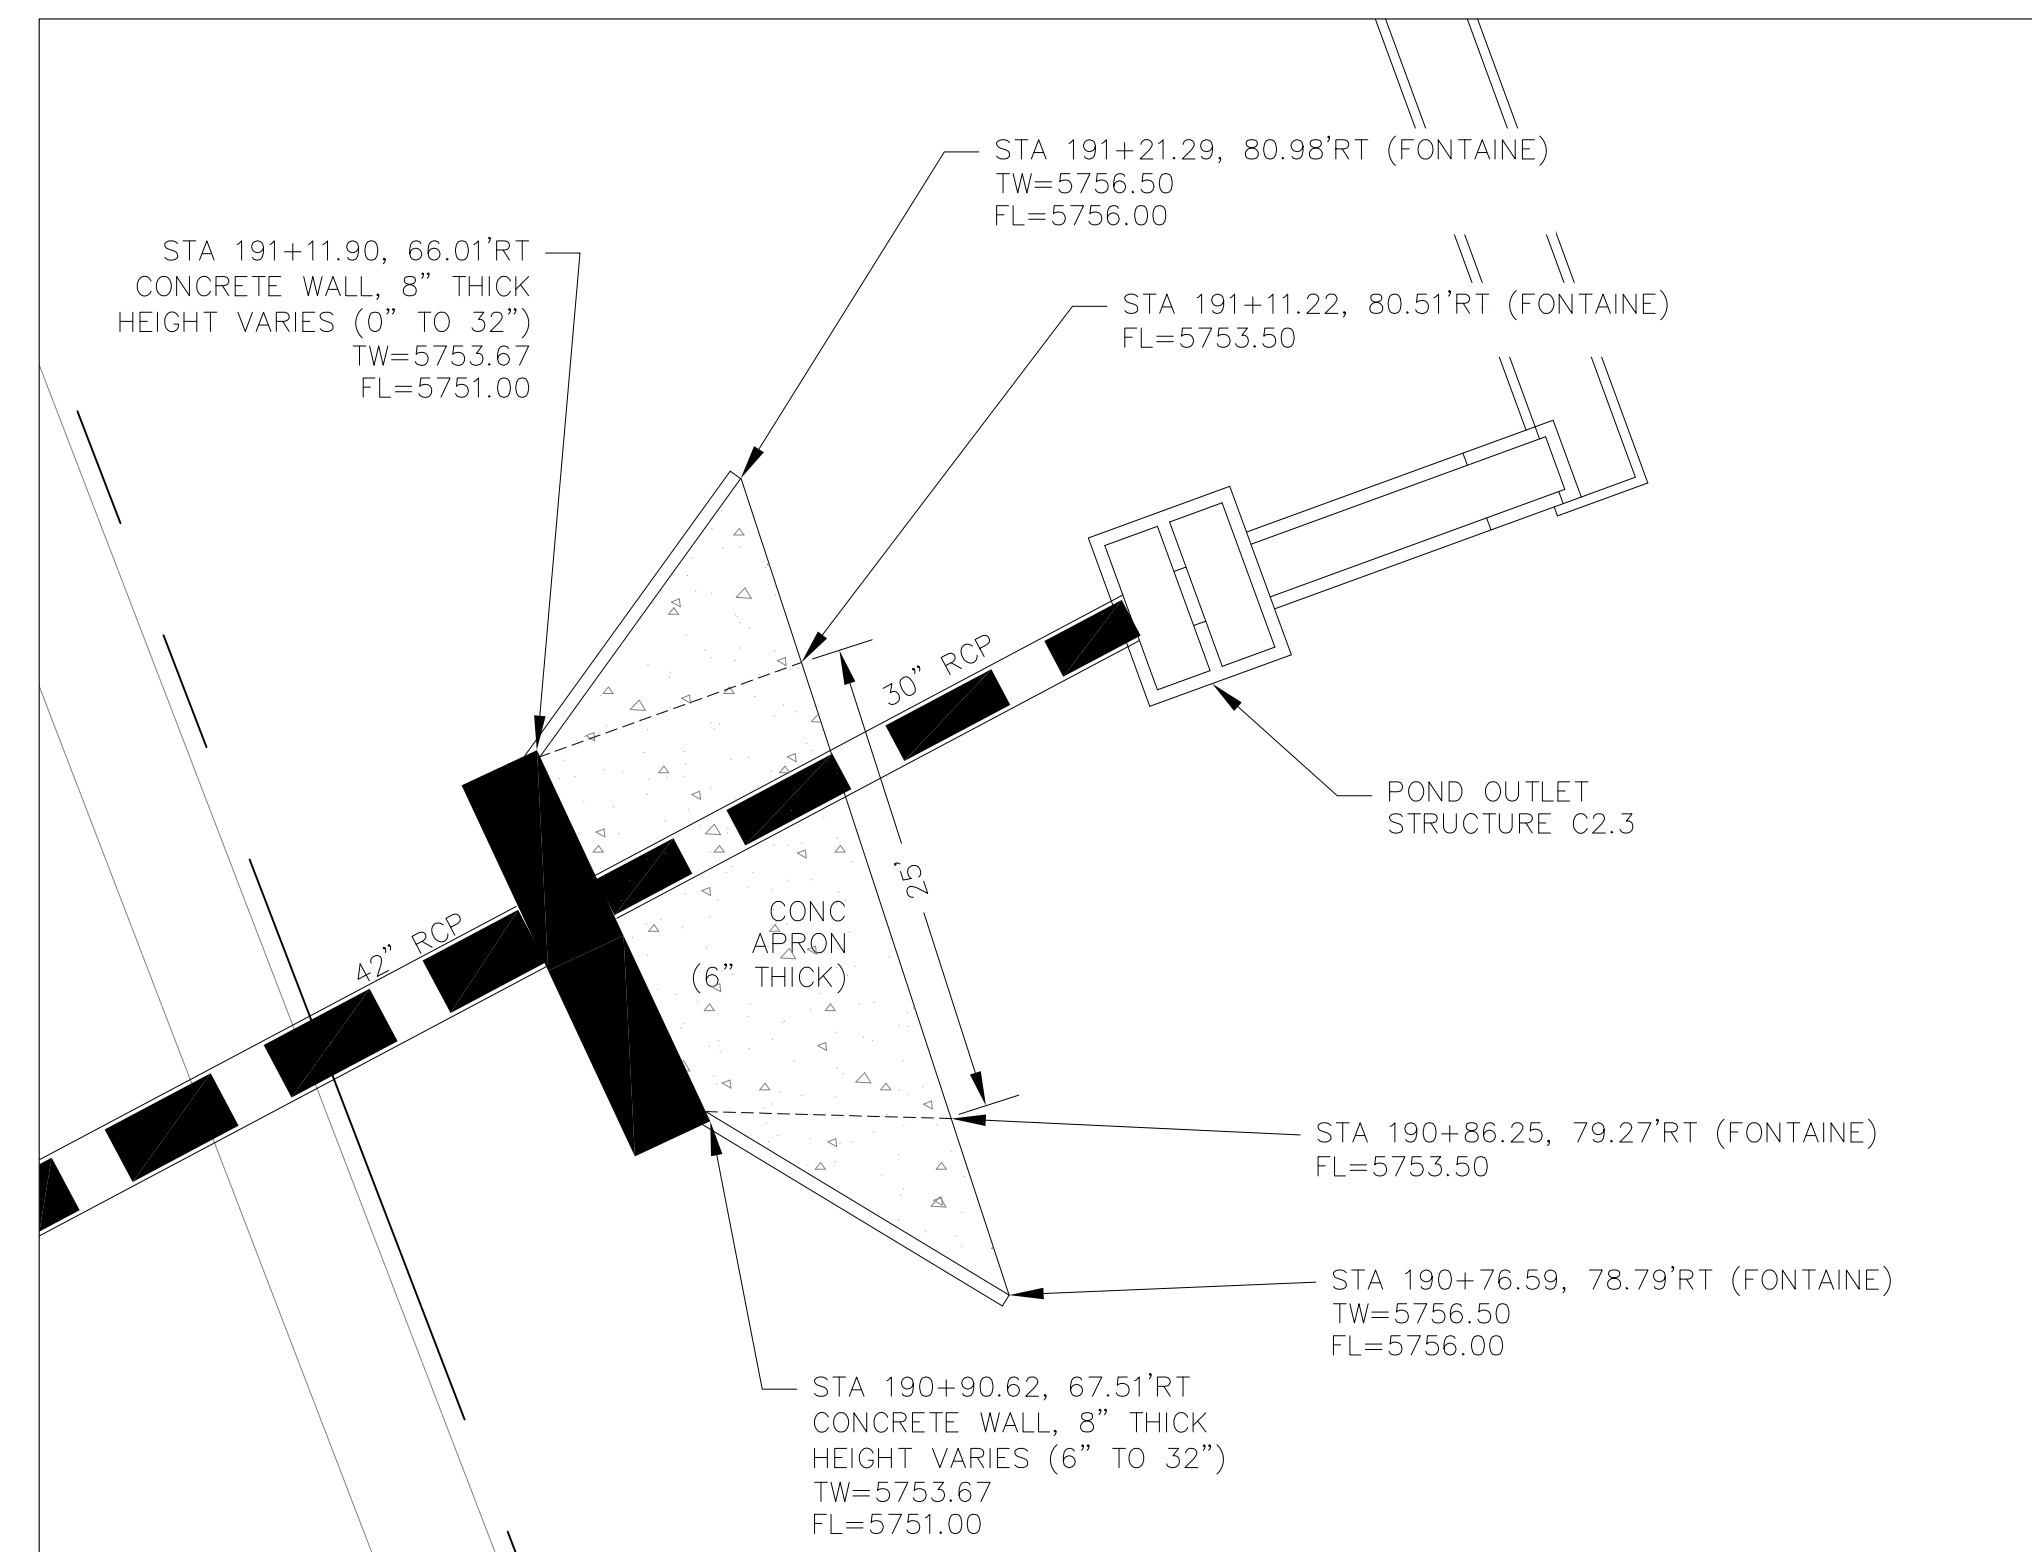 STA 191+21.29, 80.98'RT (FONTAINE)
TW=5756.50
FL=5756.00
STA 191+11.90, 66.01'RT
CONCRETE WALL, 8" THICK
HEIGHT VARIES (0" TO 32")
TW=5753.67
FL=5751.00
STA 191+11.22, 80.51'RT (FONTAINE)
FL=5753.50
30" RCP
POND OUTLET
STRUCTURE C2.3
25'
42" RCP
CONC
APRON
(6" THICK)
STA 190+86.25, 79.27'RT (FONTAINE)
FL=5753.50
STA 190+76.59, 78.79'RT (FONTAINE)
TW=5756.50
FL=5756.00
STA 190+90.62, 67.51'RT
CONCRETE WALL, 8" THICK
HEIGHT VARIES (6" TO 32")
TW=5753.67
FL=5751.00